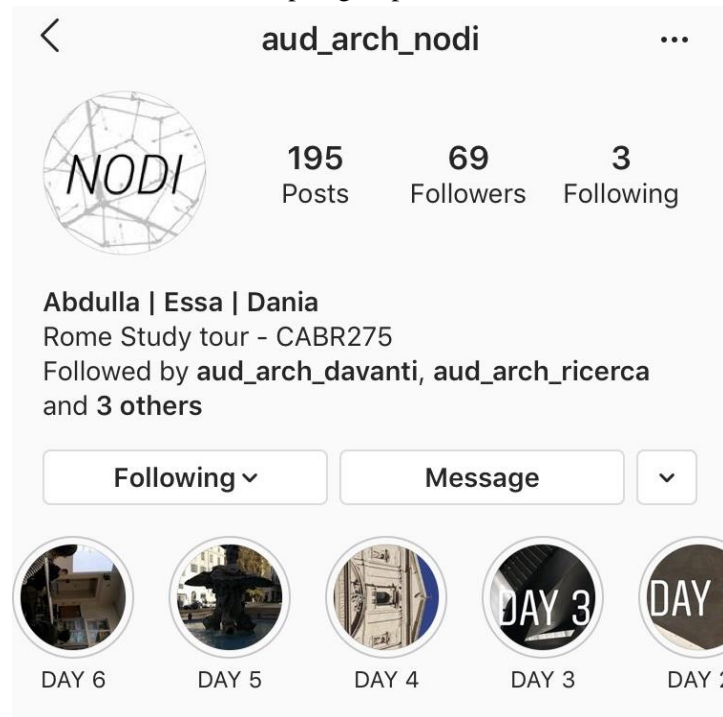 aud_arch_nodi
NODI
195 69 3
Posts Followers Following
Abdulla | Essa | Dania
Rome Study tour - CABR275
Followed by aud_arch_davanti, aud_arch_ricerca
and 3 others
Following Message
DAY 3 DAY
DAY 6 DAY 5 DAY 4 DAY 3 DAY